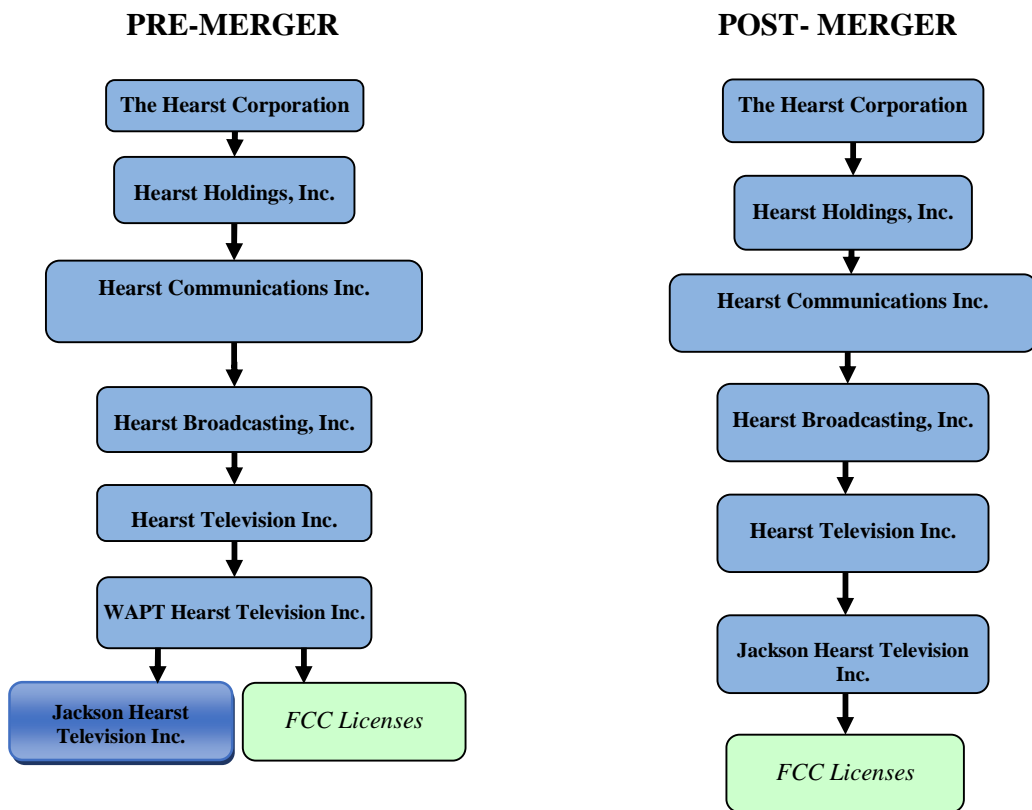 PRE-MERGER
The Hearst Corporation
Hearst Holdings, Inc.
Hearst Communications Inc.
Hearst Broadcasting, Inc.
Hearst Television Inc.
WAPT Hearst Television Inc.
Jackson Hearst
Television Inc.
FCC Licenses
POST- MERGER
The Hearst Corporation
Hearst Holdings, Inc.
Hearst Communications Inc.
Hearst Broadcasting, Inc.
Hearst Television Inc.
Jackson Hearst Television
Inc.
FCC Licenses